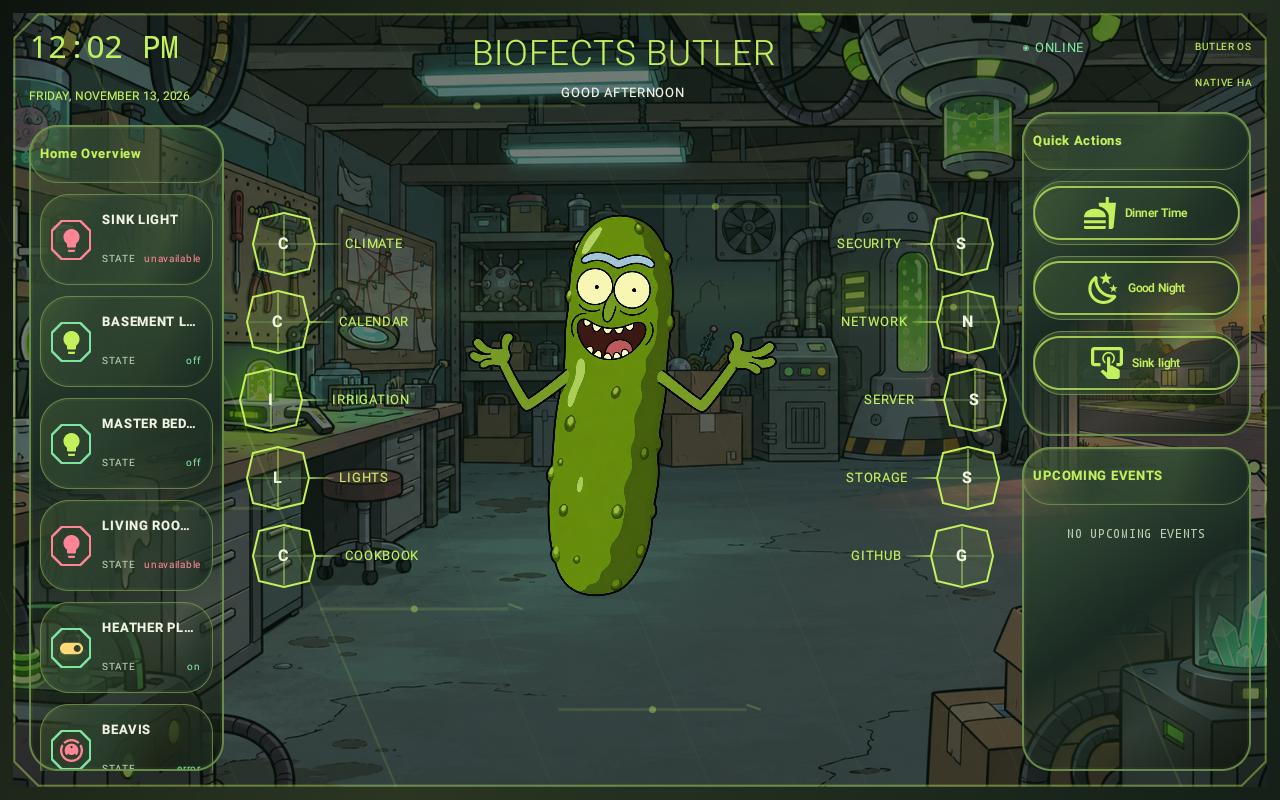 12:02 PM
FRIDAY, NOVEMBER 13, 2026
BIOFECTS BUTLER
GOOD AFTERNOON
ONLINE
BUTLER OS
NATIVE HA
Home Overview
SINK LIGHT
STATE unavailable
BASEMENT L...
STATE off
MASTER BED...
STATE off
LIVING ROO...
STATE unavailable
HEATHER PL...
STATE on
BEAVIS
STATE error
C CLIMATE
C CALENDAR
I IRRIGATION
L LIGHTS
C COOKBOOK
SECURITY S
NETWORK N
SERVER S
STORAGE S
GITHUB G
Quick Actions
Dinner Time
Good Night
Sink light
UPCOMING EVENTS
NO UPCOMING EVENTS